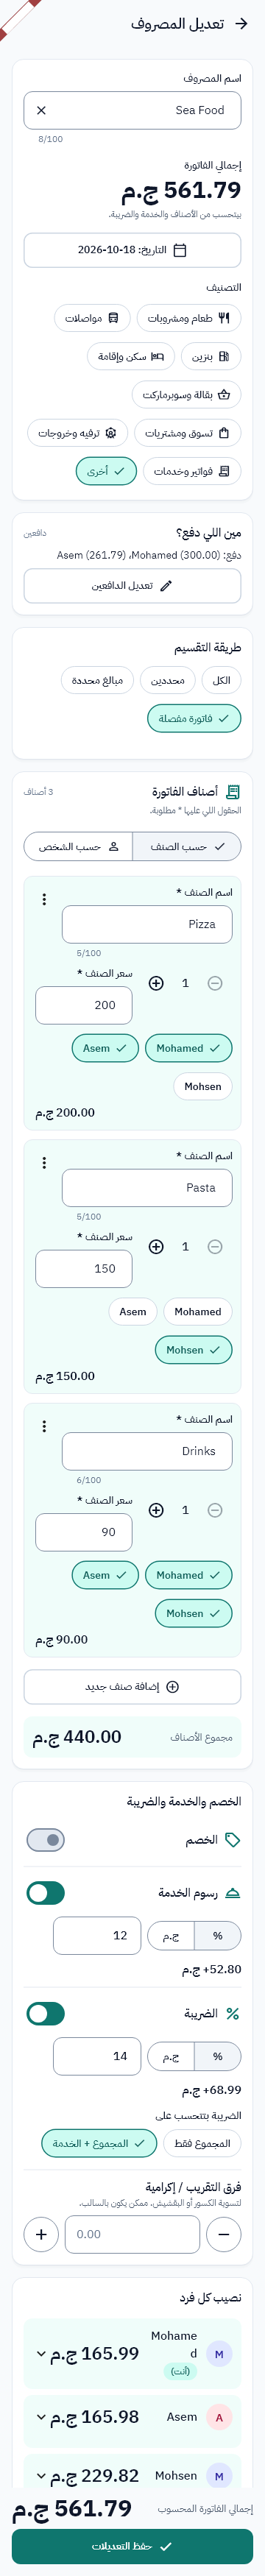 تعديل المصروف
اسم المصروف
Sea Food
8/100
إجمالي الفاتورة
561.79 ج.م
بيتحسب من الأصناف والخدمة والضريبة.
التاريخ: 18-10-2026
التصنيف
طعام ومشروبات
مواصلات
بنزين
سكن وإقامة
بقالة وسوبرماركت
تسوق ومشتريات
ترفيه وخروجات
فواتير وخدمات
أخرى
مين اللي دفع؟
دافعين
دفع: Mohamed (300.00)، Asem (261.79)
تعديل الدافعين
طريقة التقسيم
الكل
محددين
مبالغ محددة
فاتورة مفصلة
أصناف الفاتورة
3 أصناف
الحقول اللي عليها * مطلوبة.
حسب الصنف
حسب الشخص
اسم الصنف *
Pizza
5/100
سعر الصنف *
1
200
Mohamed
Asem
Mohsen
200.00 ج.م
اسم الصنف *
Pasta
5/100
سعر الصنف *
1
150
Mohamed
Asem
Mohsen
150.00 ج.م
اسم الصنف *
Drinks
6/100
سعر الصنف *
1
90
Mohamed
Asem
Mohsen
90.00 ج.م
إضافة صنف جديد
مجموع الأصناف
440.00 ج.م
الخصم والخدمة والضريبة
الخصم
رسوم الخدمة
%
ج.م
12
+52.80 ج.م
الضريبة
%
ج.م
14
+68.99 ج.م
الضريبة بتتحسب على
المجموع فقط
المجموع + الخدمة
فرق التقريب / إكرامية
لتسوية الكسور أو البقشيش. ممكن يكون بالسالب.
0.00
نصيب كل فرد
M
Mohame
d
(أنت)
165.99 ج.م
A
Asem
165.98 ج.م
M
Mohsen
229.82 ج.م
إجمالي الفاتورة المحسوب
561.79 ج.م
حفظ التعديلات